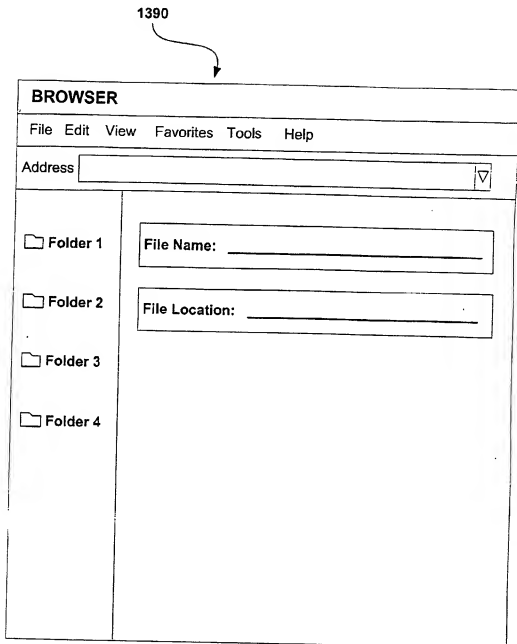 1390
BROWSER
File Edit View Favorites Tools Help
Address
Folder 1
File Name:
Folder 2
File Location:
Folder 3
Folder 4